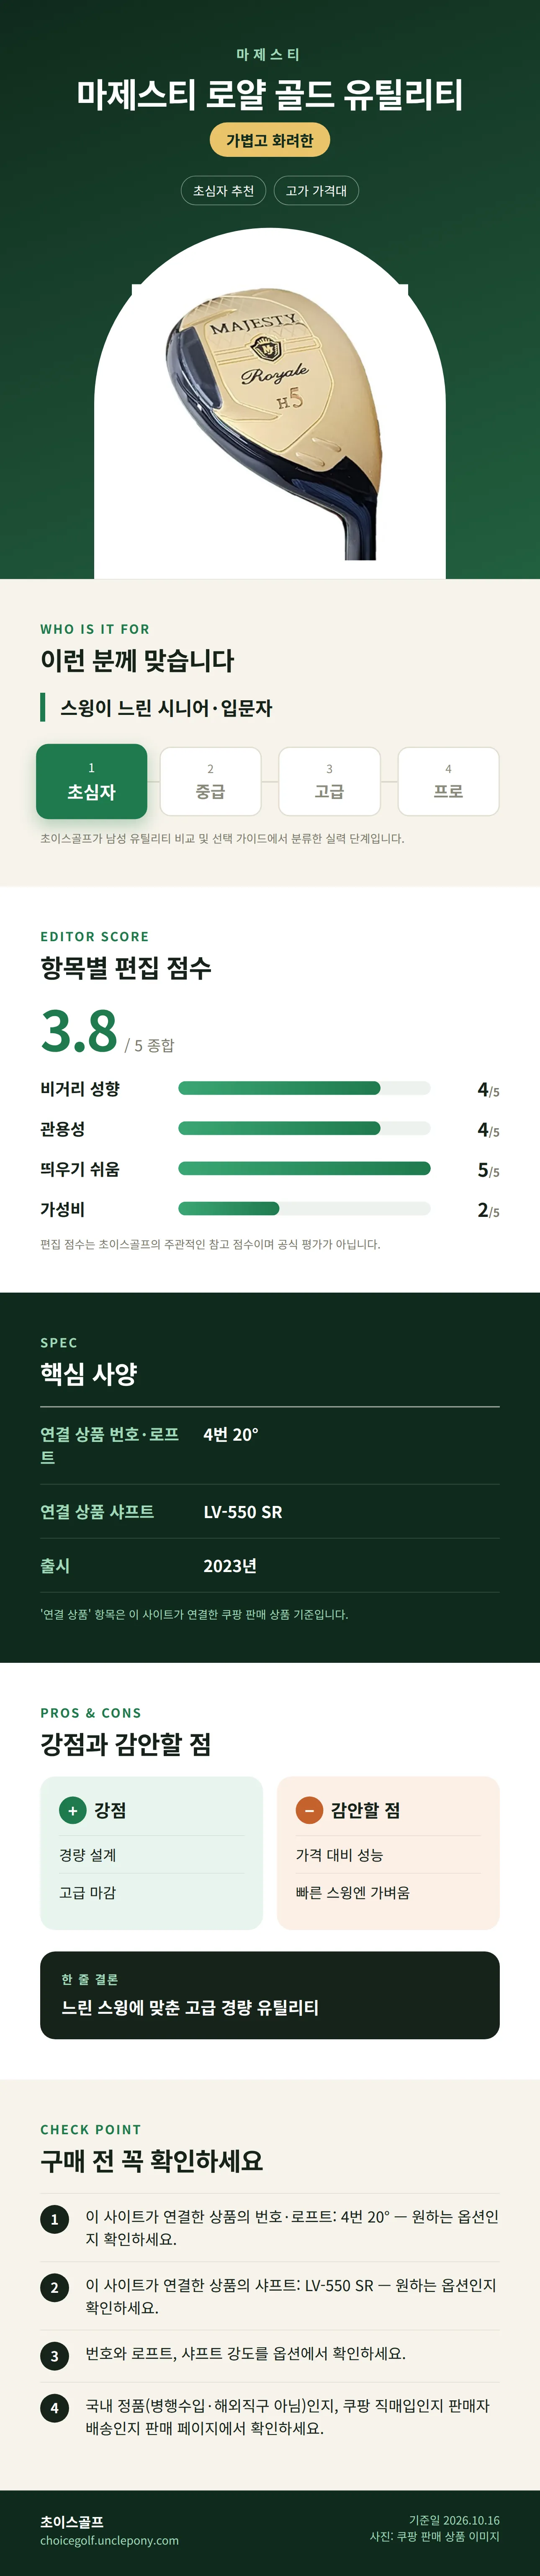 마제스티
마제스티 로얄 골드 유틸리티
가볍고 화려한
초심자 추천
고가 가격대
MAJESTY
Royale
H5
WHO IS IT FOR
이런 분께 맞습니다
스윙이 느린 시니어·입문자
1
초심자
2
중급
3
고급
4
프로
초이스골프가 남성 유틸리티 비교 및 선택 가이드에서 분류한 실력 단계입니다.
EDITOR SCORE
항목별 편집 점수
3.8 / 5 종합
비거리 성향 4/5
관용성 4/5
띄우기 쉬움 5/5
가성비 2/5
편집 점수는 초이스골프의 주관적인 참고 점수이며 공식 평가가 아닙니다.
SPEC
핵심 사양
연결 상품 번호·로프
트
4번 20°
연결 상품 샤프트 LV-550 SR
출시 2023년
'연결 상품' 항목은 이 사이트가 연결한 쿠팡 판매 상품 기준입니다.
PROS & CONS
강점과 감안할 점
+ 강점
경량 설계
고급 마감
− 감안할 점
가격 대비 성능
빠른 스윙엔 가벼움
한 줄 결론
느린 스윙에 맞춘 고급 경량 유틸리티
CHECK POINT
구매 전 꼭 확인하세요
1 이 사이트가 연결한 상품의 번호·로프트: 4번 20° — 원하는 옵션인
지 확인하세요.
2 이 사이트가 연결한 상품의 샤프트: LV-550 SR — 원하는 옵션인지
확인하세요.
3 번호와 로프트, 샤프트 강도를 옵션에서 확인하세요.
4 국내 정품(병행수입·해외직구 아님)인지, 쿠팡 직매입인지 판매자
배송인지 판매 페이지에서 확인하세요.
초이스골프
choicegolf.unclepony.com
기준일 2026.10.16
사진: 쿠팡 판매 상품 이미지